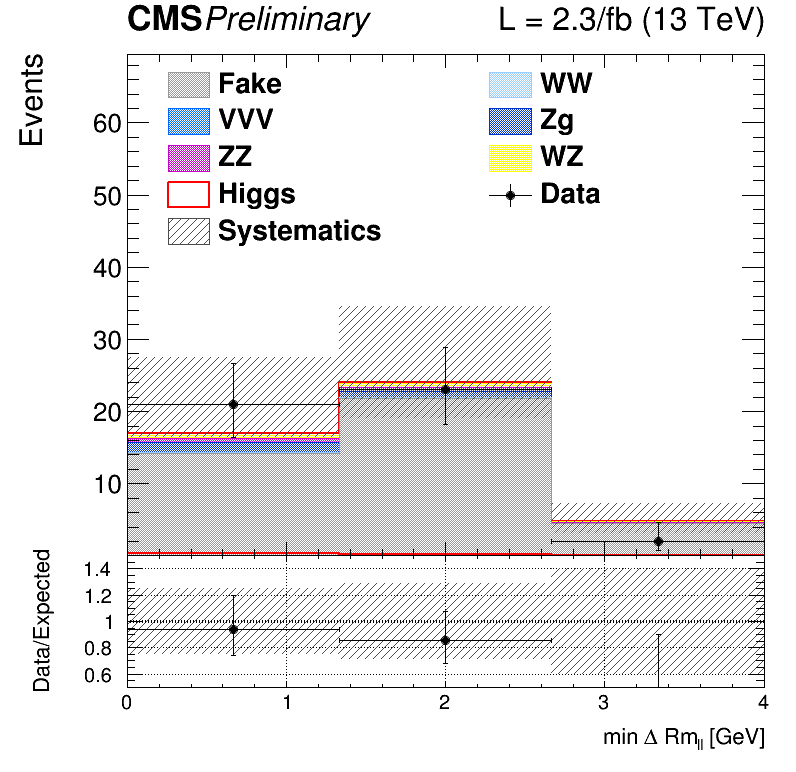 CMSPreliminary L = 2.3/fb (13 TeV)
Events
Fake WW
VVV Zg
ZZ WZ
Higgs Data
Systematics
60
50
40
30
20
10
Data/Expected
1.4
1.2
1
0.8
0.6
0 1 2 3 4
min Δ Rm_ll [GeV]